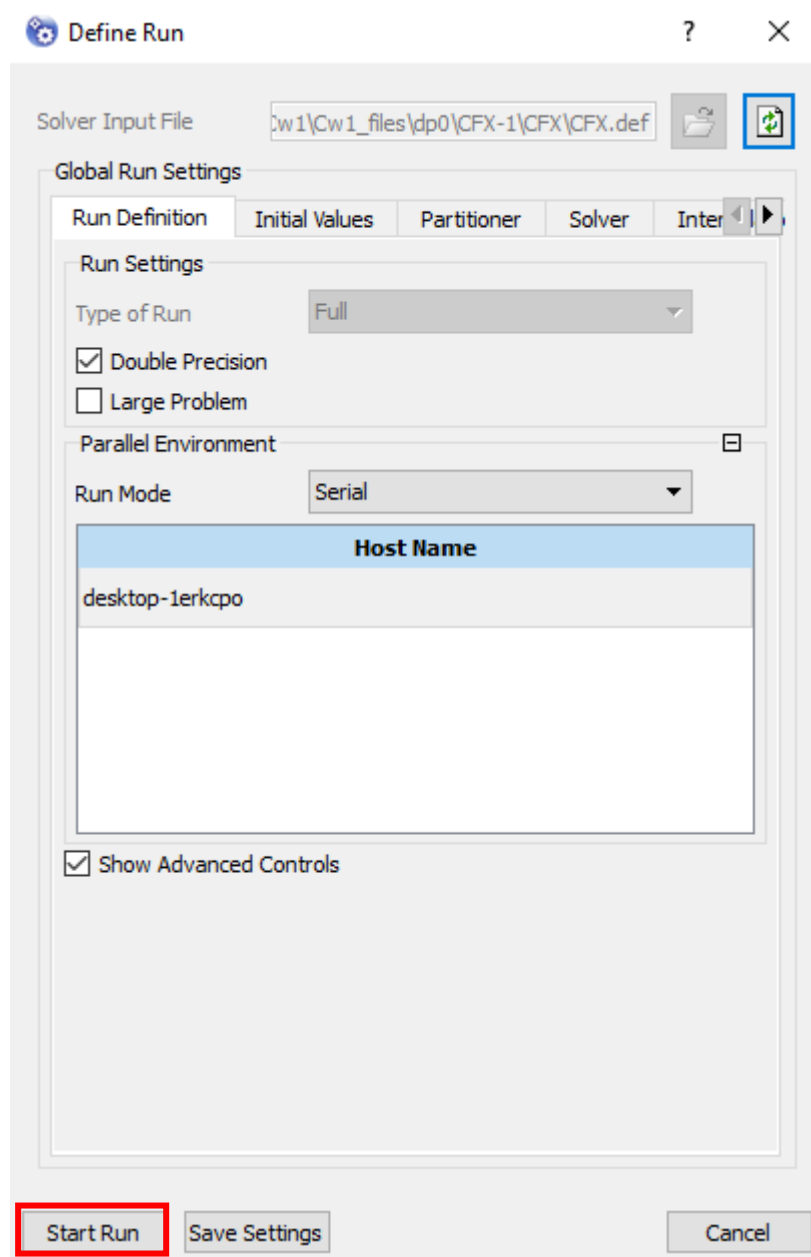 Define Run
?
Solver Input File
Cw1\Cw1_files\dp0\CFX-1\CFX\CFX.def
Global Run Settings
Run Definition Initial Values Partitioner Solver Inter
Run Settings
Type of Run Full
Double Precision
Large Problem
Parallel Environment
Run Mode Serial
Host Name
desktop-1erkcpo
Show Advanced Controls
Start Run Save Settings Cancel